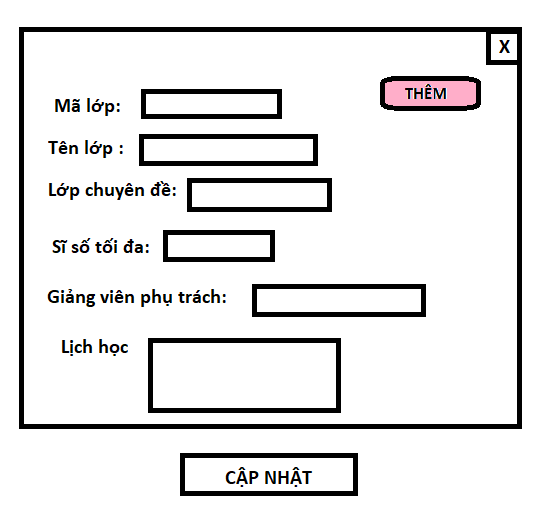 X
THÊM
Mã lớp:
Tên lớp :
Lớp chuyên đề:
Sĩ số tối đa:
Giảng viên phụ trách:
Lịch học
CẬP NHẬT